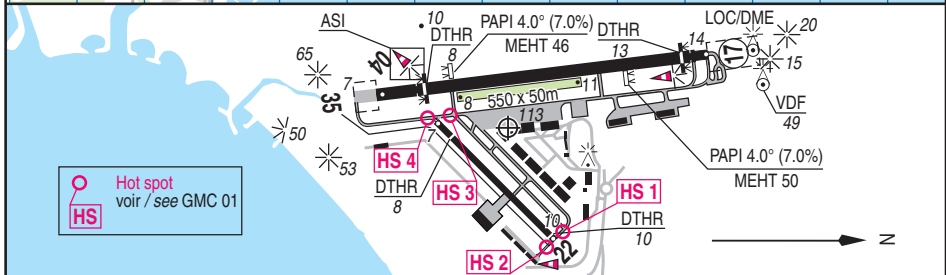 ASI
10
DTHR
8
PAPI 4.0° (7.0%)
MEHT 46
DTHR
13
14
LOC/DME
20
17
15
65
04
7
35
8
550 x 50m
11
113
VDF
49
50
53
7
HS 4
HS 3
DTHR
8
PAPI 4.0° (7.0%)
MEHT 50
HS 1
10
DTHR
10
22
HS 2
N
Hot spot
HS
voir / see GMC 01